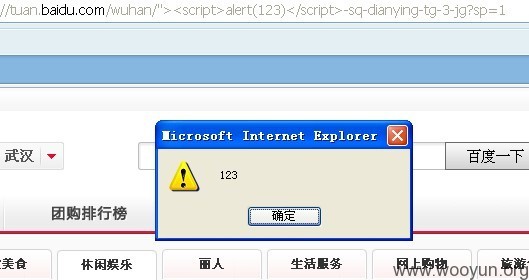 //tuan.baidu.com/wuhan/"><script>alert(123)</script>-sq-dianying-tg-3-jg?sp=1
Microsoft Internet Explorer
123
确定
武汉
百度一下
团购排行榜
美食 休闲娱乐 丽人 生活服务 网上购物 旅游
www.wooyun.org